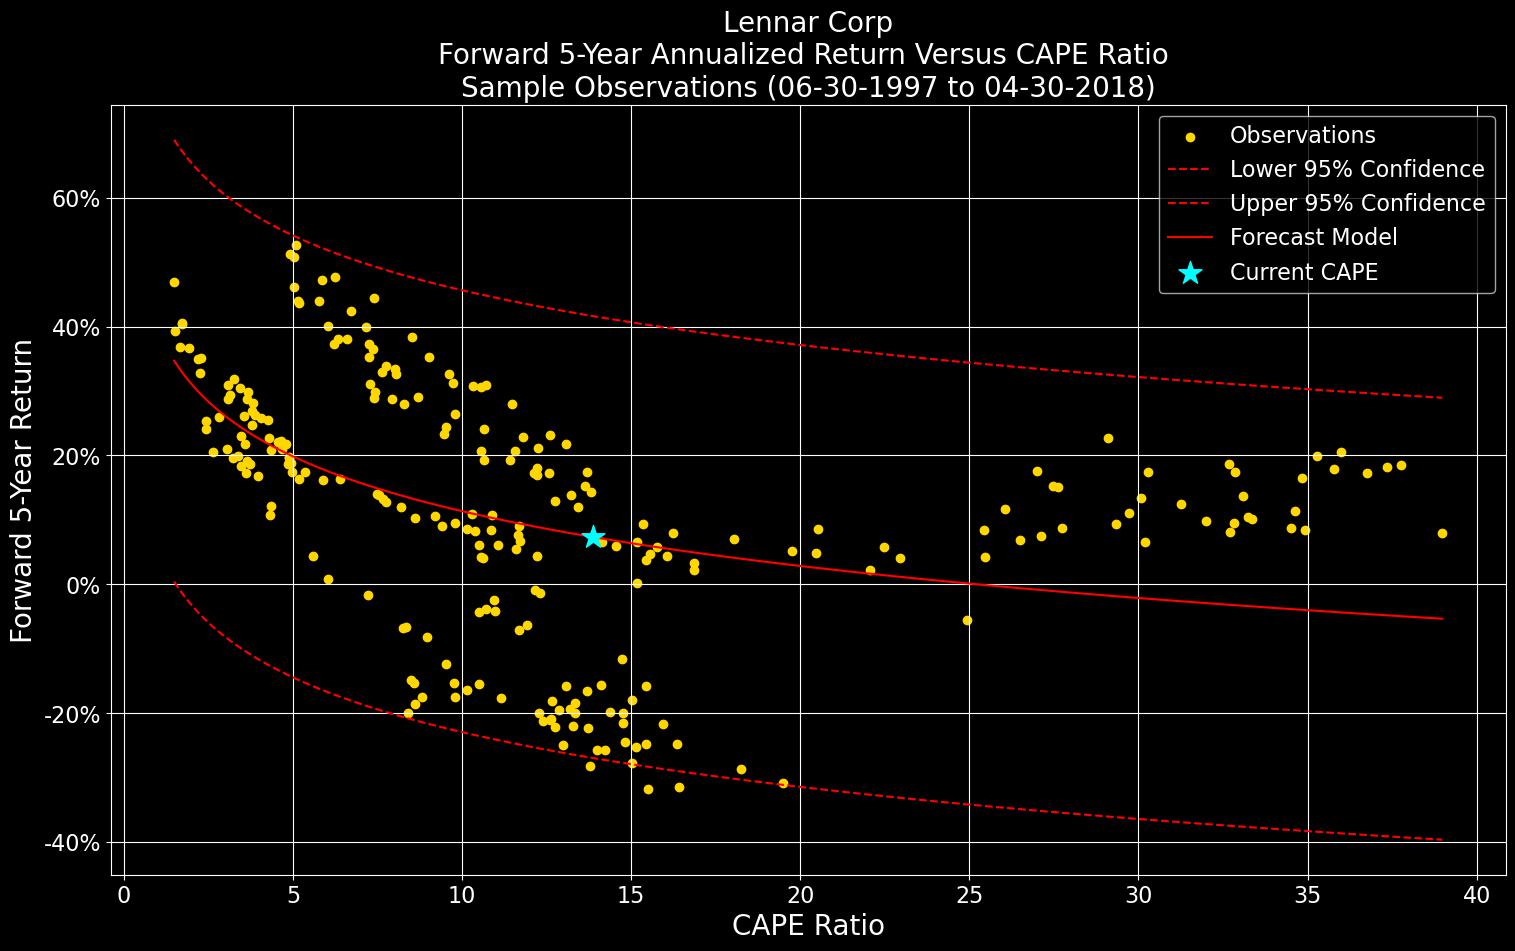 Lennar Corp
Forward 5-Year Annualized Return Versus CAPE Ratio
Sample Observations (06-30-1997 to 04-30-2018)
Observations
Lower 95% Confidence
Upper 95% Confidence
Forecast Model
Current CAPE
Forward 5-Year Return
60%
40%
20%
0%
-20%
-40%
0 5 10 15 20 25 30 35 40
CAPE Ratio